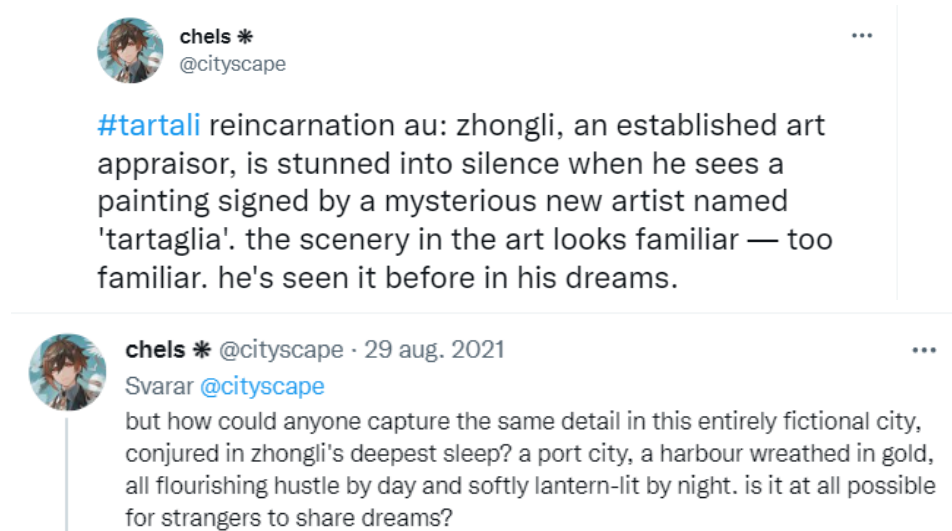 chels ❋
@cityscape
#tartali reincarnation au: zhongli, an established art
appraisor, is stunned into silence when he sees a
painting signed by a mysterious new artist named
'tartaglia'. the scenery in the art looks familiar — too
familiar. he's seen it before in his dreams.
chels ❋ @cityscape · 29 aug. 2021
Svarar @cityscape
but how could anyone capture the same detail in this entirely fictional city,
conjured in zhongli's deepest sleep? a port city, a harbour wreathed in gold,
all flourishing hustle by day and softly lantern-lit by night. is it at all possible
for strangers to share dreams?